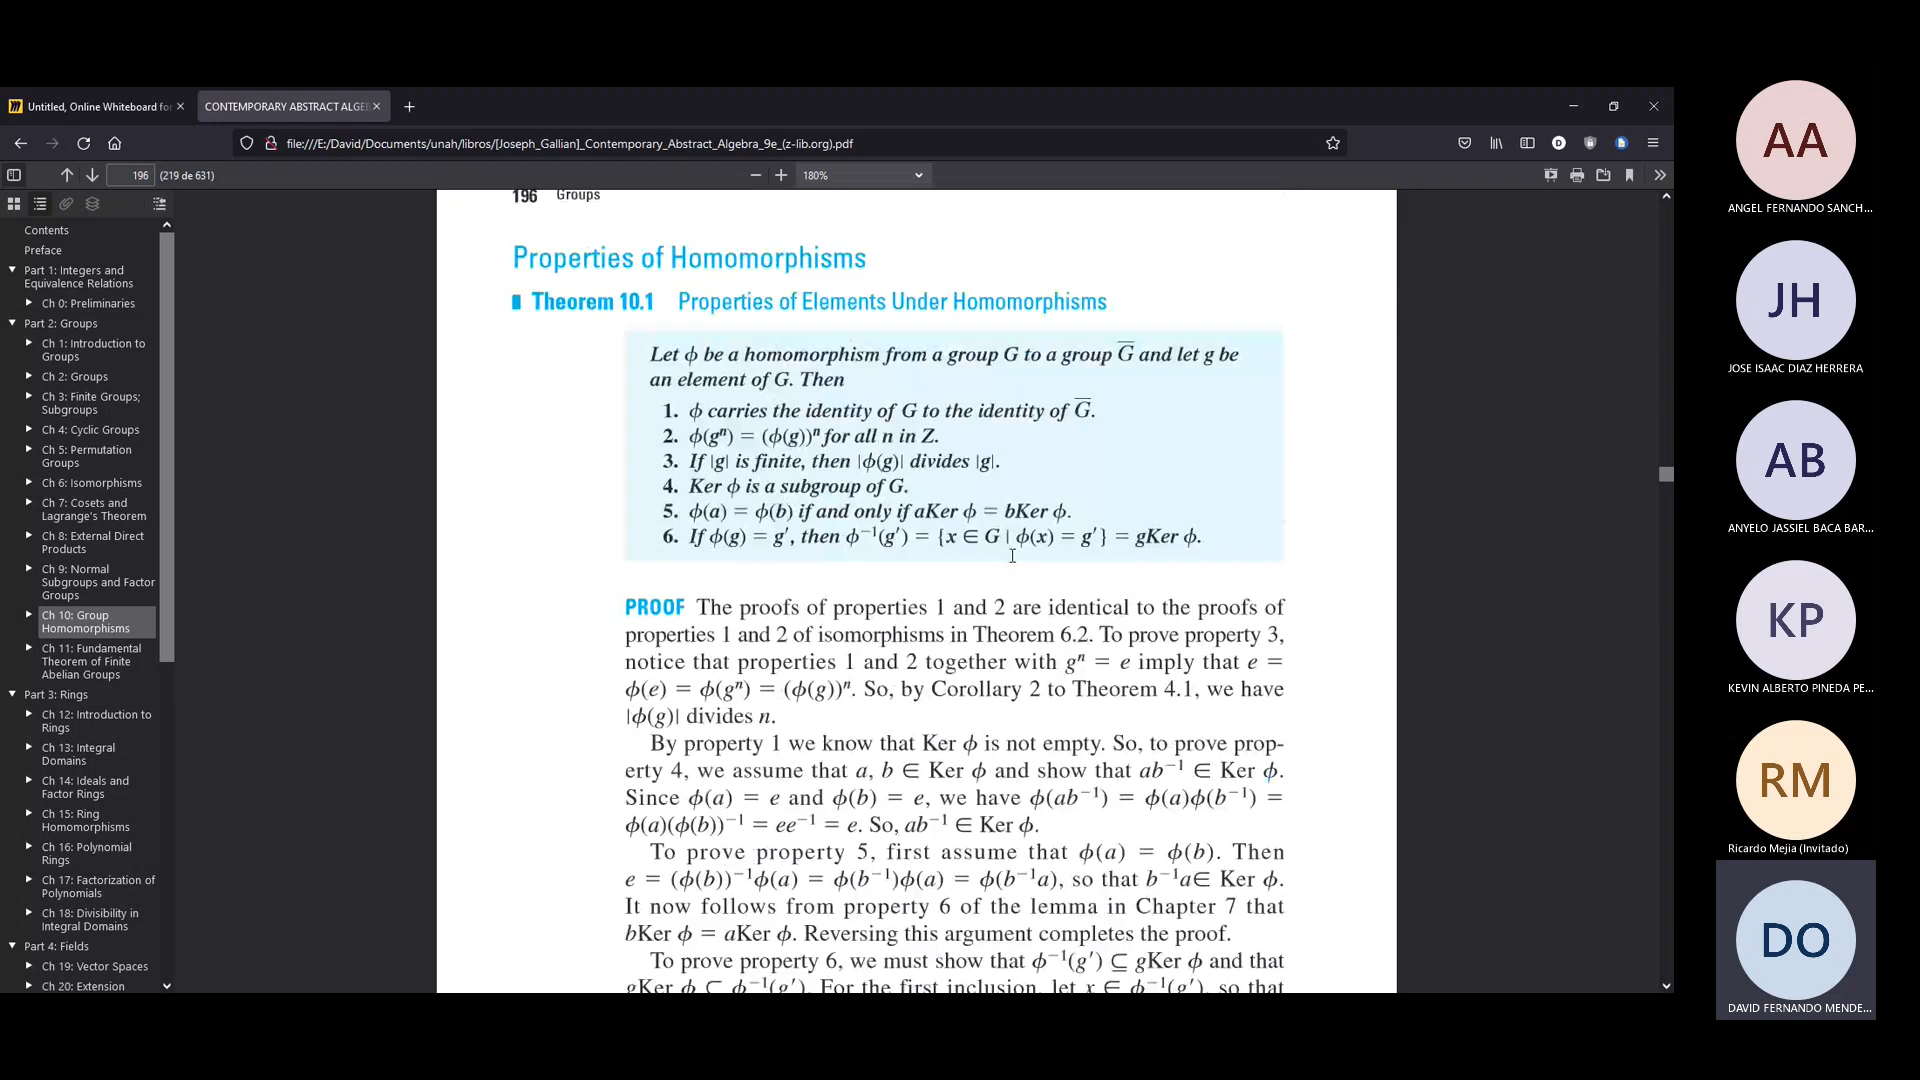 Untitled, Online Whiteboard for
CONTEMPORARY ABSTRACT ALGEB
file:///E:/David/Documents/unah/libros/[Joseph_Gallian]_Contemporary_Abstract_Algebra_9e_(z-lib.org).pdf
196 (219 de 631)
180%
Contents
Preface
Part 1: Integers and
Equivalence Relations
Ch 0: Preliminaries
Part 2: Groups
Ch 1: Introduction to
Groups
Ch 2: Groups
Ch 3: Finite Groups;
Subgroups
Ch 4: Cyclic Groups
Ch 5: Permutation
Groups
Ch 6: Isomorphisms
Ch 7: Cosets and
Lagrange's Theorem
Ch 8: External Direct
Products
Ch 9: Normal
Subgroups and Factor
Groups
Ch 10: Group
Homomorphisms
Ch 11: Fundamental
Theorem of Finite
Abelian Groups
Part 3: Rings
Ch 12: Introduction to
Rings
Ch 13: Integral
Domains
Ch 14: Ideals and
Factor Rings
Ch 15: Ring
Homomorphisms
Ch 16: Polynomial
Rings
Ch 17: Factorization of
Polynomials
Ch 18: Divisibility in
Integral Domains
Part 4: Fields
Ch 19: Vector Spaces
Ch 20: Extension
196 Groups
Properties of Homomorphisms
Theorem 10.1 Properties of Elements Under Homomorphisms
Let ϕ be a homomorphism from a group G to a group G̅ and let g be
an element of G. Then
1. ϕ carries the identity of G to the identity of G̅.
2. ϕ(gⁿ) = (ϕ(g))ⁿ for all n in Z.
3. If |g| is finite, then |ϕ(g)| divides |g|.
4. Ker ϕ is a subgroup of G.
5. ϕ(a) = ϕ(b) if and only if aKer ϕ = bKer ϕ.
6. If ϕ(g) = g′, then ϕ⁻¹(g′) = {x ∈ G | ϕ(x) = g′} = gKer ϕ.
PROOF The proofs of properties 1 and 2 are identical to the proofs of
properties 1 and 2 of isomorphisms in Theorem 6.2. To prove property 3,
notice that properties 1 and 2 together with gⁿ = e imply that e =
ϕ(e) = ϕ(gⁿ) = (ϕ(g))ⁿ. So, by Corollary 2 to Theorem 4.1, we have
|ϕ(g)| divides n.
By property 1 we know that Ker ϕ is not empty. So, to prove prop-
erty 4, we assume that a, b ∈ Ker ϕ and show that ab⁻¹ ∈ Ker ϕ.
Since ϕ(a) = e and ϕ(b) = e, we have ϕ(ab⁻¹) = ϕ(a)ϕ(b⁻¹) =
ϕ(a)(ϕ(b))⁻¹ = ee⁻¹ = e. So, ab⁻¹ ∈ Ker ϕ.
To prove property 5, first assume that ϕ(a) = ϕ(b). Then
e = (ϕ(b))⁻¹ϕ(a) = ϕ(b⁻¹)ϕ(a) = ϕ(b⁻¹a), so that b⁻¹a∈ Ker ϕ.
It now follows from property 6 of the lemma in Chapter 7 that
bKer ϕ = aKer ϕ. Reversing this argument completes the proof.
To prove property 6, we must show that ϕ⁻¹(g′) ⊆ gKer ϕ and that
gKer ϕ ⊆ ϕ⁻¹(g′). For the first inclusion, let x ∈ ϕ⁻¹(g′), so that
AA
ANGEL FERNANDO SANCH...
JH
JOSE ISAAC DIAZ HERRERA
AB
ANYELO JASSIEL BACA BAR...
KP
KEVIN ALBERTO PINEDA PE...
RM
Ricardo Mejia (Invitado)
DO
DAVID FERNANDO MENDE...